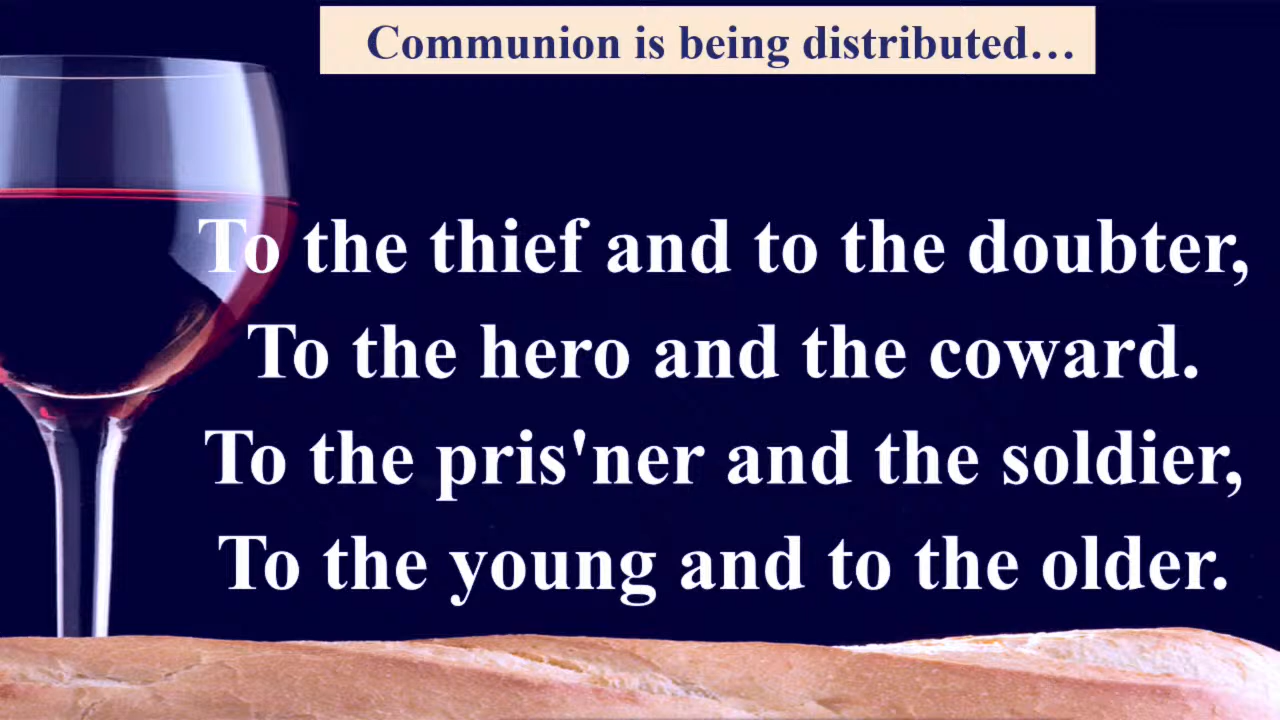 Communion is being distributed…
To the thief and to the doubter,
To the hero and the coward.
To the pris'ner and the soldier,
To the young and to the older.